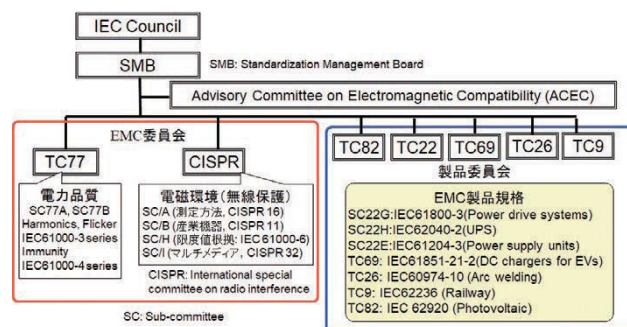 IEC Council
SMB
SMB: Standardization Management Board
Advisory Committee on Electromagnetic Compatibility (ACEC)
EMC委員会
TC77
CISPR
電力品質
SC77A, SC77B
Harmonics, Flicker
IEC61000-3 series
Immunity
IEC61000-4 series
電磁環境(無線保護)
SC/A (測定方法, CISPR 16)
SC/B (産業機器, CISPR 11)
SC/H (限度値根拠: IEC61000-6)
SC/I (マルチメディア, CISPR 32)
CISPR: International special
committee on radio interference
SC: Sub-committee
TC82
TC22
TC69
TC26
TC9
製品委員会
EMC製品規格
SC22G:IEC61800-3(Power drive systems)
SC22H:IEC62040-2(UPS)
SC22E:IEC61204-3(Power supply units)
TC69: IEC61851-21-2(DC chargers for EVs)
TC26: IEC60974-10 (Arc welding)
TC9: IEC62236 (Railway)
TC82: IEC 62920 (Photovoltaic)